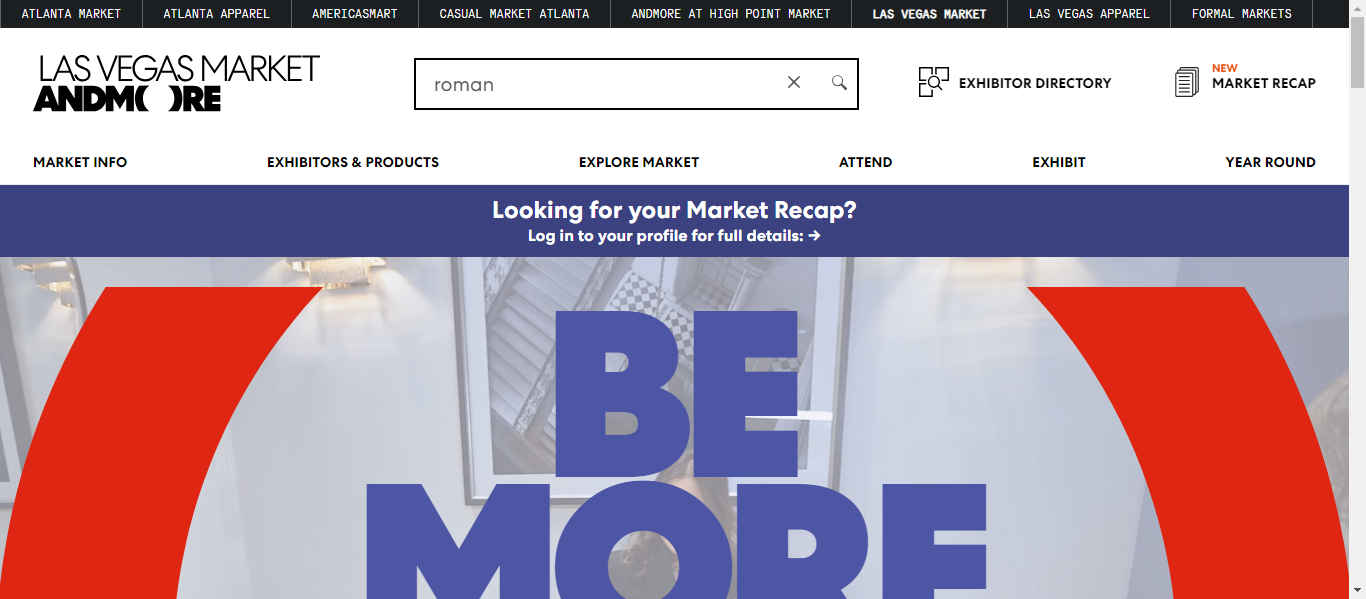 ATLANTA MARKET ATLANTA APPAREL AMERICASMART CASUAL MARKET ATLANTA ANDMORE AT HIGH POINT MARKET LAS VEGAS MARKET LAS VEGAS APPAREL FORMAL MARKETS
LAS VEGAS MARKET
ANDM( )RE
roman
EXHIBITOR DIRECTORY
NEW
MARKET RECAP
MARKET INFO EXHIBITORS & PRODUCTS EXPLORE MARKET ATTEND EXHIBIT YEAR ROUND
Looking for your Market Recap?
Log in to your profile for full details: →
BE
MORE